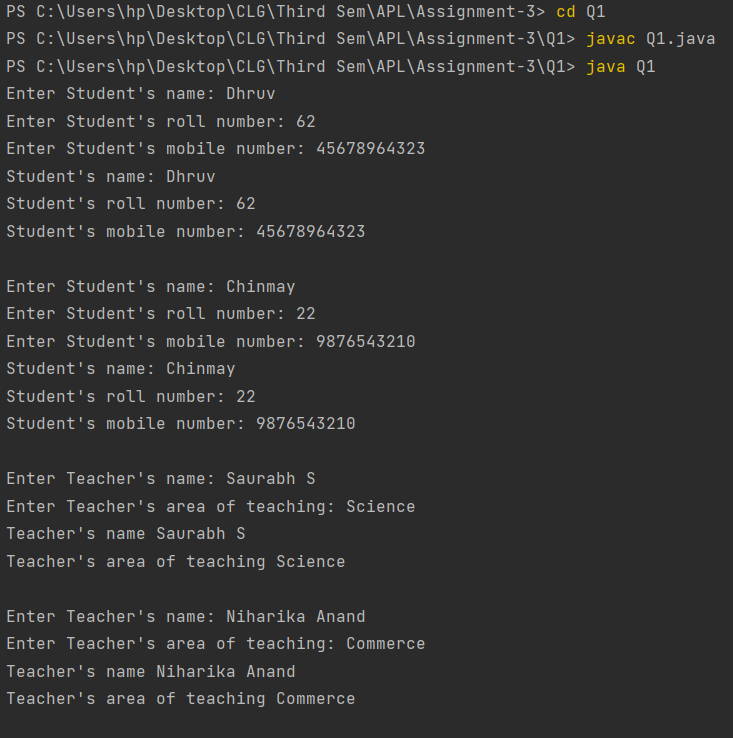 PS C:\Users\hp\Desktop\CLG\Third Sem\APL\Assignment-3> cd Q1
PS C:\Users\hp\Desktop\CLG\Third Sem\APL\Assignment-3\Q1> javac Q1.java
PS C:\Users\hp\Desktop\CLG\Third Sem\APL\Assignment-3\Q1> java Q1
Enter Student's name: Dhruv
Enter Student's roll number: 62
Enter Student's mobile number: 45678964323
Student's name: Dhruv
Student's roll number: 62
Student's mobile number: 45678964323

Enter Student's name: Chinmay
Enter Student's roll number: 22
Enter Student's mobile number: 9876543210
Student's name: Chinmay
Student's roll number: 22
Student's mobile number: 9876543210

Enter Teacher's name: Saurabh S
Enter Teacher's area of teaching: Science
Teacher's name Saurabh S
Teacher's area of teaching Science

Enter Teacher's name: Niharika Anand
Enter Teacher's area of teaching: Commerce
Teacher's name Niharika Anand
Teacher's area of teaching Commerce